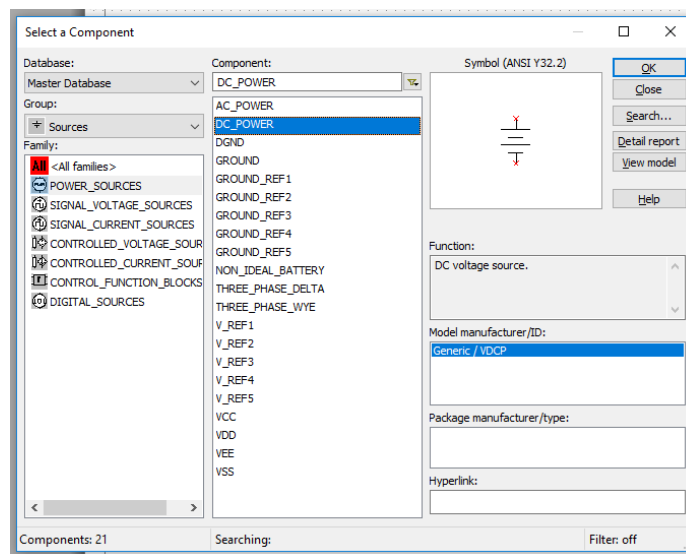 Select a Component
Database:
Master Database
Group:
Sources
Family:
All <All families>
POWER_SOURCES
SIGNAL_VOLTAGE_SOURCES
SIGNAL_CURRENT_SOURCES
CONTROLLED_VOLTAGE_SOUR
CONTROLLED_CURRENT_SOUF
CONTROL_FUNCTION_BLOCKS
DIGITAL_SOURCES
Component:
DC_POWER
AC_POWER
DC_POWER
DGND
GROUND
GROUND_REF1
GROUND_REF2
GROUND_REF3
GROUND_REF4
GROUND_REF5
NON_IDEAL_BATTERY
THREE_PHASE_DELTA
THREE_PHASE_WYE
V_REF1
V_REF2
V_REF3
V_REF4
V_REF5
VCC
VDD
VEE
VSS
Symbol (ANSI Y32.2)
Function:
DC voltage source.
Model manufacturer/ID:
Generic / VDCP
Package manufacturer/type:
Hyperlink:
OK
Close
Search...
Detail report
View model
Help
Components: 21
Searching:
Filter: off